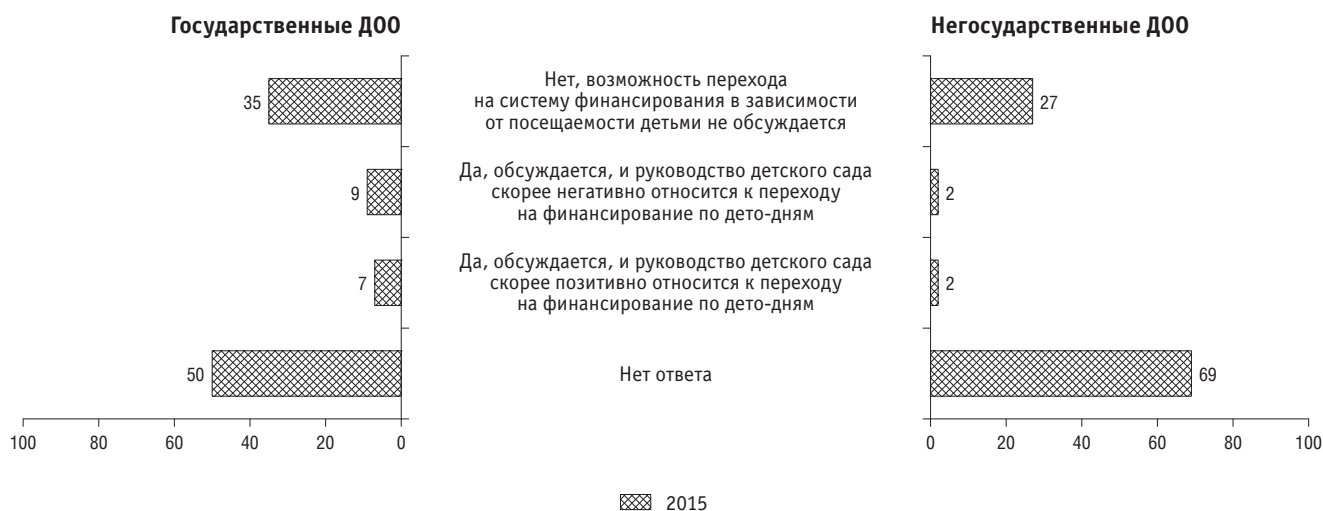 Государственные ДОО
Негосударственные ДОО
35
Нет, возможность перехода
на систему финансирования в зависимости
от посещаемости детьми не обсуждается
27
9
Да, обсуждается, и руководство детского сада
скорее негативно относится к переходу
на финансирование по дето-дням
2
7
Да, обсуждается, и руководство детского сада
скорее позитивно относится к переходу
на финансирование по дето-дням
2
50
Нет ответа
69
100 80 60 40 20 0
0 20 40 60 80 100
2015